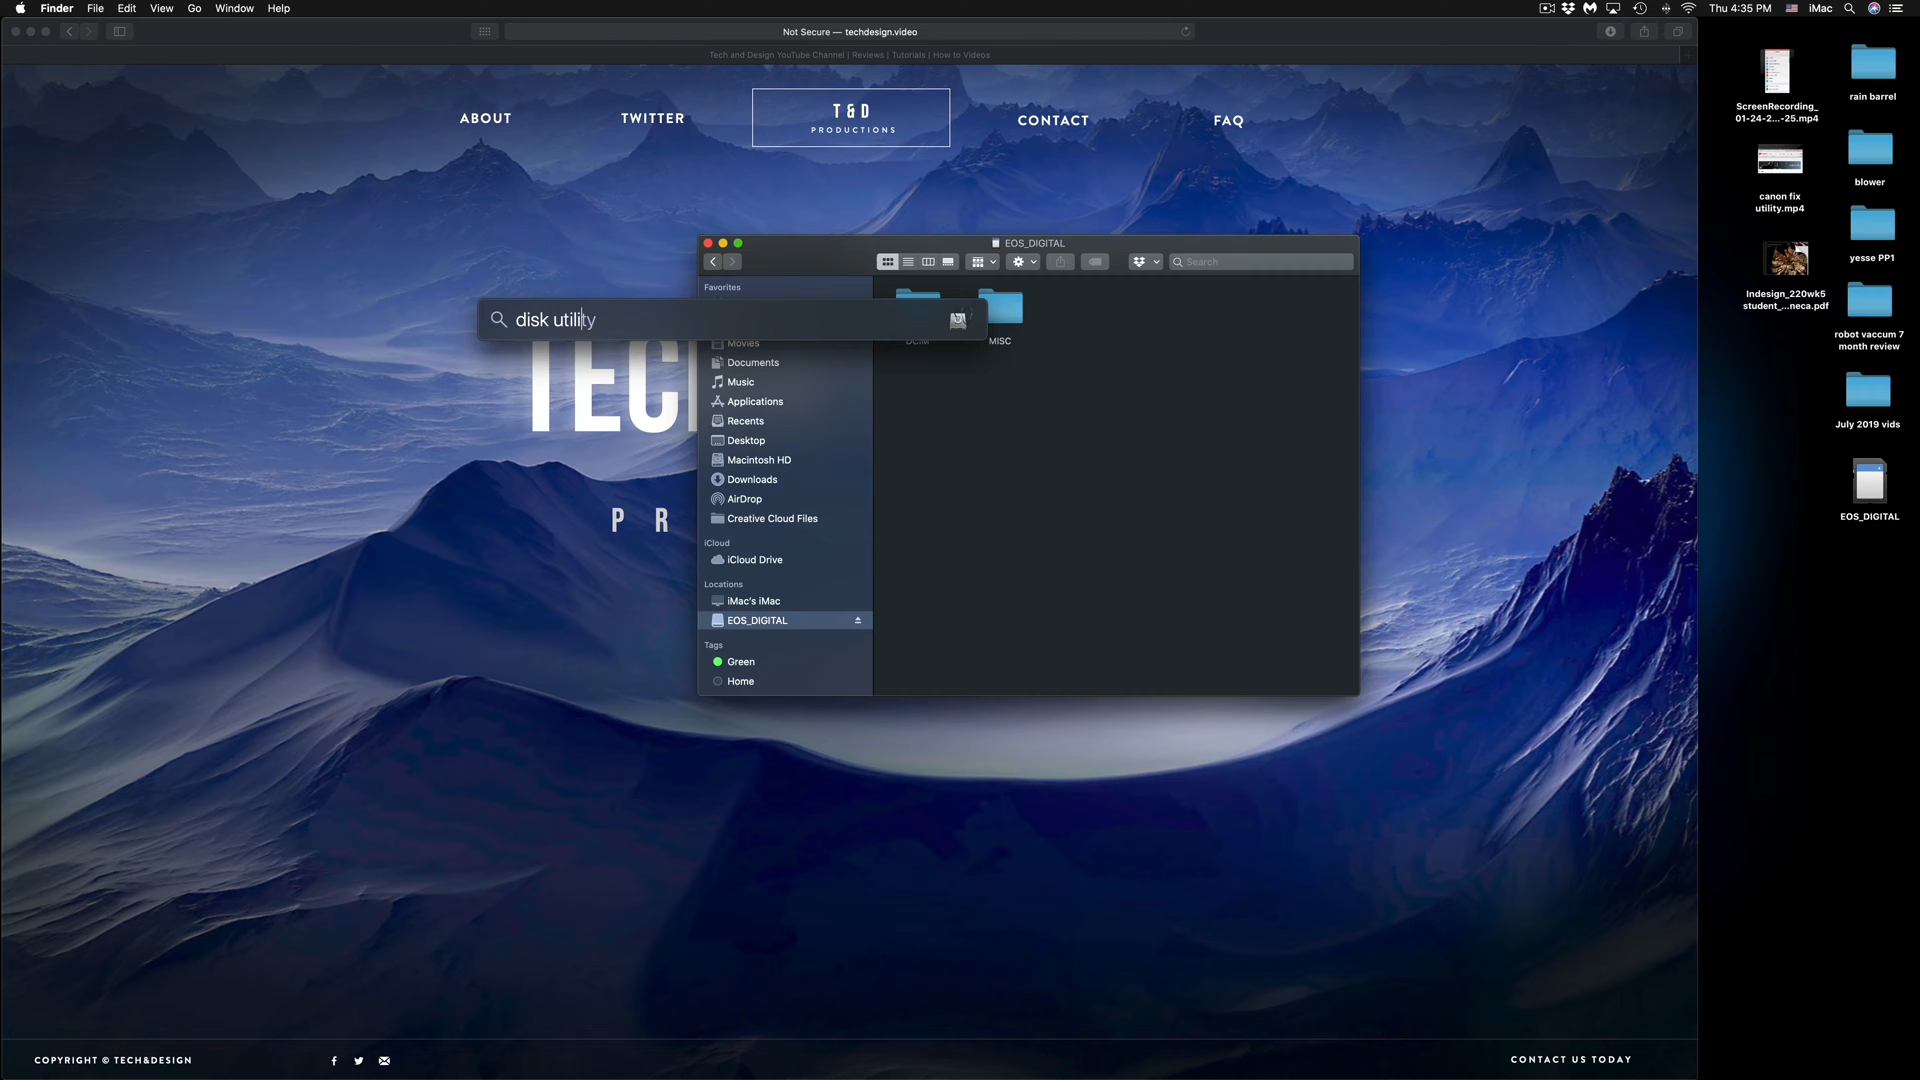 Finder File Edit View Go Window Help
Thu 4:35 PM iMac
Not Secure — techdesign.video
Tech and Design YouTube Channel | Reviews | Tutorials | How to Videos
ABOUT
TWITTER
T & D
PRODUCTIONS
CONTACT
FAQ
EOS_DIGITAL
Search
Favorites
disk utility
Movies
Documents
Music
Applications
Recents
Desktop
Macintosh HD
Downloads
AirDrop
Creative Cloud Files
iCloud
iCloud Drive
Locations
iMac's iMac
EOS_DIGITAL
Tags
Green
Home
DCIM
MISC
TEC
P R
ScreenRecording_
01-24-2...-25.mp4
rain barrel
canon fix
utility.mp4
blower
yesse PP1
Indesign_220wk5
student_...neca.pdf
robot vaccum 7
month review
July 2019 vids
EOS_DIGITAL
COPYRIGHT © TECH&DESIGN
CONTACT US TODAY